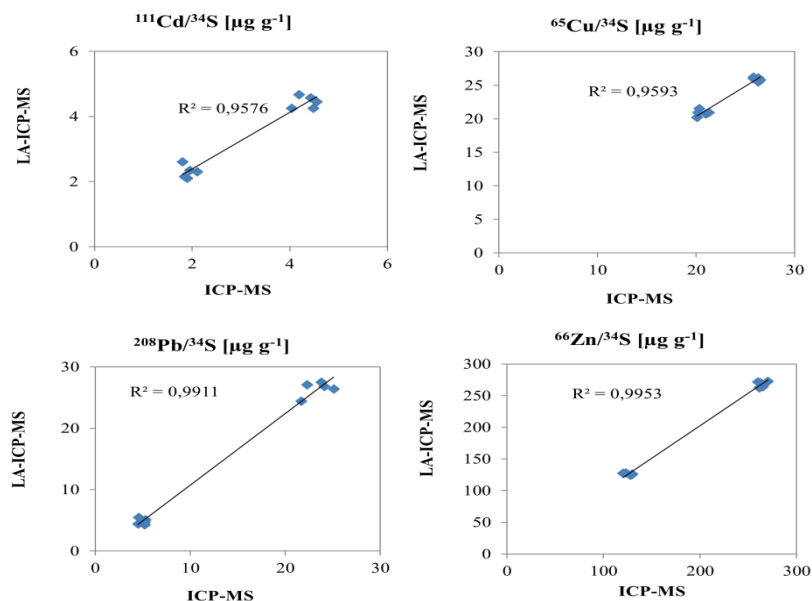 ¹¹¹Cd/³⁴S [µg g⁻¹]
6
4
2
0
R² = 0,9576
LA-ICP-MS
0 2 4 6
ICP-MS
⁶⁵Cu/³⁴S [µg g⁻¹]
30
25
20
15
10
5
0
R² = 0,9593
LA-ICP-MS
0 10 20 30
ICP-MS
²⁰⁸Pb/³⁴S [µg g⁻¹]
30
20
10
0
R² = 0,9911
LA-ICP-MS
0 10 20 30
ICP-MS
⁶⁶Zn/³⁴S [µg g⁻¹]
300
250
200
150
100
50
0
R² = 0,9953
LA-ICP-MS
0 100 200 300
ICP-MS